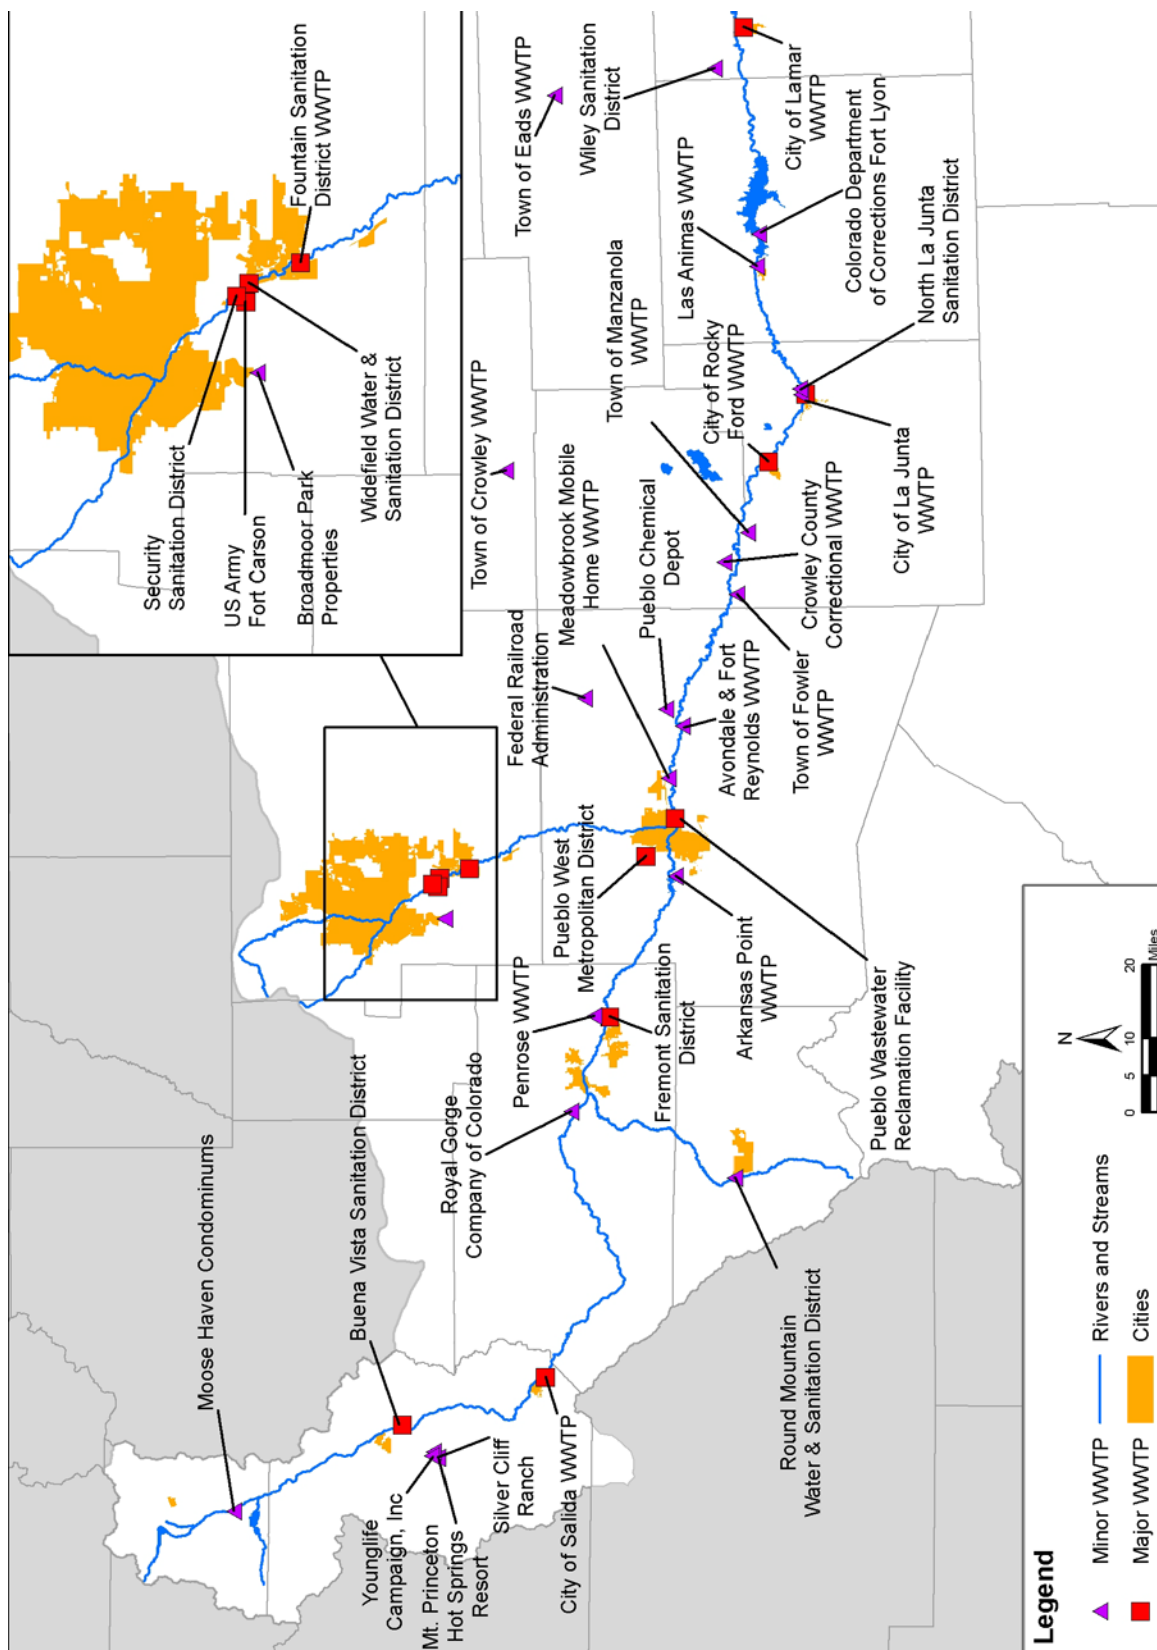 Moose Haven Condominiums
Buena Vista Sanitation District
Younglife
Campaign, Inc
Mt. Princeton
Hot Springs
Resort
Silver Cliff
Ranch
City of Salida WWTP
Royal Gorge
Company of Colorado
Penrose WWTP
Fremont Sanitation
District
Round Mountain
Water & Sanitation District
Pueblo West
Metropolitan District
Arkansas Point
WWTP
Pueblo Wastewater
Reclamation Facility
Federal Railroad
Administration
Meadowbrook Mobile
Home WWTP
Pueblo Chemical
Depot
Avondale & Fort
Reynolds WWTP
Town of Fowler
WWTP
Crowley County
Correctional WWTP
Town of Crowley WWTP
Town of Manzanola
WWTP
City of Rocky
Ford WWTP
City of La Junta
WWTP
North La Junta
Sanitation District
Las Animas WWTP
Colorado Department
of Corrections Fort Lyon
Town of Eads WWTP
Wiley Sanitation
District
City of Lamar
WWTP
Security
Sanitation District
US Army
Fort Carson
Broadmoor Park
Properties
Widefield Water &
Sanitation District
Fountain Sanitation
District WWTP
Legend
Minor WWTP
Major WWTP
Rivers and Streams
Cities
N
0 5 10 20
Miles